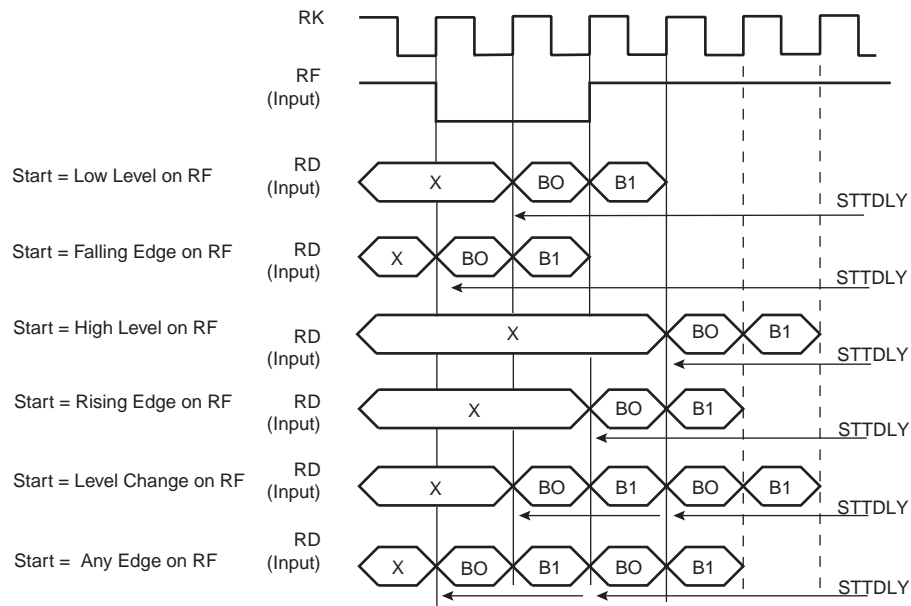 RK
RF
(Input)
Start = Low Level on RF
RD
(Input)
X
BO
B1
STTDLY
Start = Falling Edge on RF
RD
(Input)
X
BO
B1
STTDLY
Start = High Level on RF
RD
(Input)
X
BO
B1
STTDLY
Start = Rising Edge on RF
RD
(Input)
X
BO
B1
STTDLY
Start = Level Change on RF
RD
(Input)
X
BO
B1
BO
B1
STTDLY
Start = Any Edge on RF
RD
(Input)
X
BO
B1
BO
B1
STTDLY